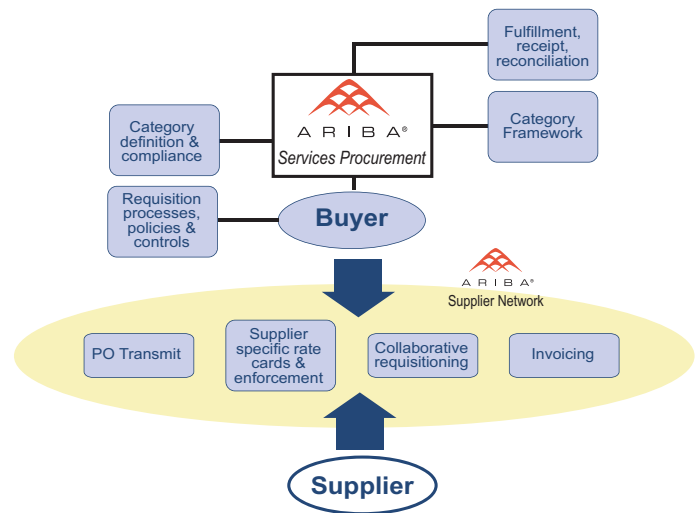 Fulfillment,
receipt,
reconciliation
ARIBA®
Services Procurement
Category
definition &
compliance
Category
Framework
Requisition
processes,
policies &
controls
Buyer
ARIBA®
Supplier Network
PO Transmit
Supplier
specific rate
cards &
enforcement
Collaborative
requisitioning
Invoicing
Supplier